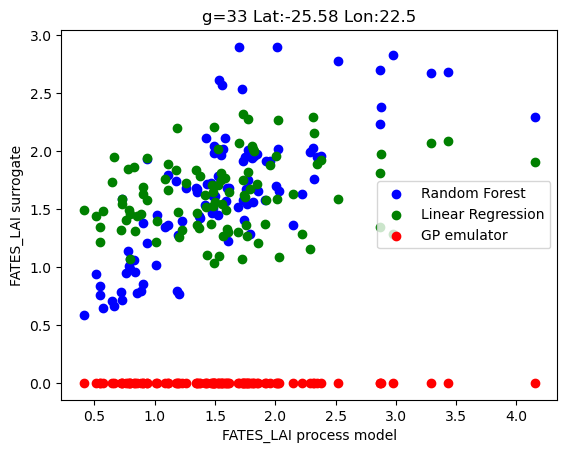 g=33 Lat:-25.58 Lon:22.5
FATES_LAI surrogate
3.0
2.5
2.0
1.5
1.0
0.5
0.0
Random Forest
Linear Regression
GP emulator
0.5 1.0 1.5 2.0 2.5 3.0 3.5 4.0
FATES_LAI process model